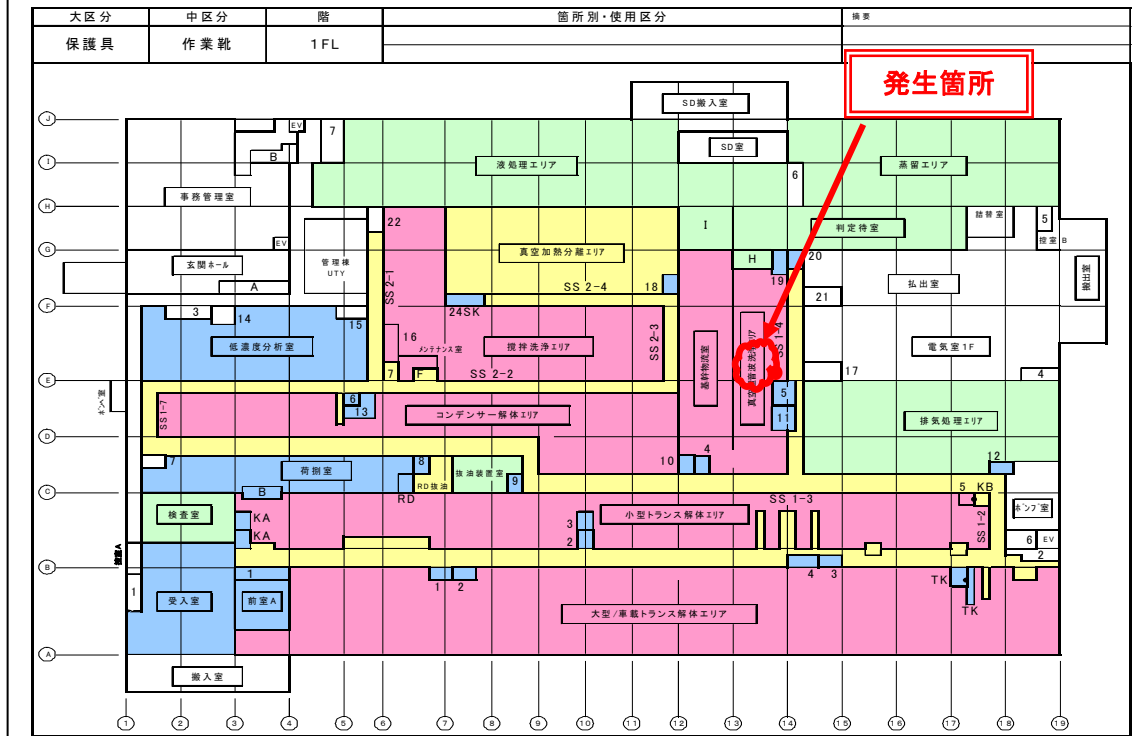 大区分 中区分 階 箇所別・使用区分 摘要
保護具 作業靴 1FL
発生箇所
SD搬入室
J
EV 7
SD室
B
I 液処理エリア 蒸留エリア
6
事務管理室
H
22 I 詰替室 5
判定待室
EV 控室B
G 管理棟 真空加熱分離エリア H 20
玄関ホール UTY 搬出室
SS 2-1 SS 2-4 18 19 払出室
A 21
F 24SK
3 14 15 16 SS 2-3 SS 1-4
低濃度分析室 メンテナンス室 撹拌洗浄エリア 基幹物流室 電気室1F
7 F SS 2-2 17 4
E
ボンベ室 6 5
SS 1-7 13 コンデンサー解体エリア 11 排気処理エリア
D
7 荷捌室 8 抜油装置室 10 4 12
RD抜油 9
C
B RD SS 1-3 5 KB
検査室 KA 3 小型トランス解体エリア SS 1-2 ポンプ室
KA 2 6 EV
控室A 2
B
1 1 1 2 4 3 TK
受入室 前室A TK
大型/車載トランス解体エリア
A
搬入室
1 2 3 4 5 6 7 8 9 10 11 12 13 14 15 16 17 18 19